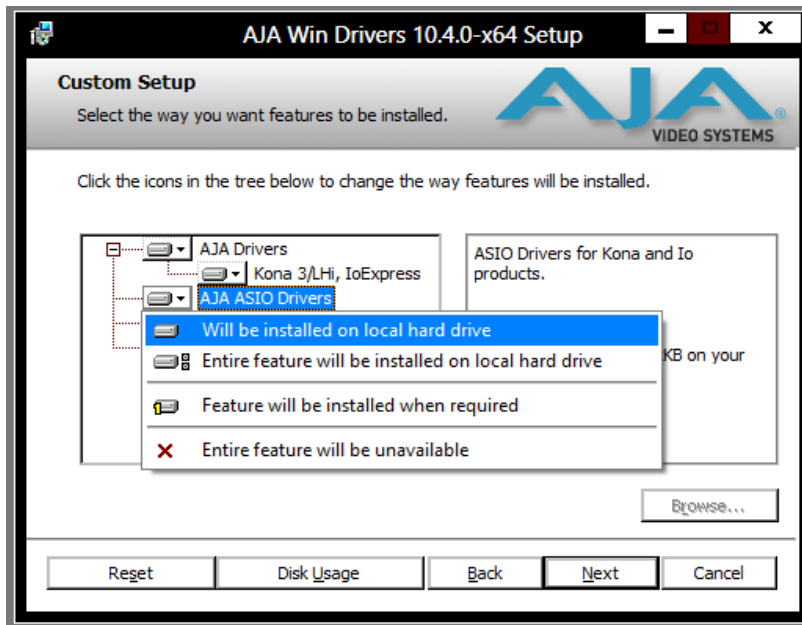 AJA Win Drivers 10.4.0-x64 Setup
Custom Setup
Select the way you want features to be installed.
AJA
VIDEO SYSTEMS
Click the icons in the tree below to change the way features will be installed.
AJA Drivers
Kona 3/LHi, IoExpress
AJA ASIO Drivers
ASIO Drivers for Kona and Io
products.
Will be installed on local hard drive
Entire feature will be installed on local hard drive
KB on your
Feature will be installed when required
Entire feature will be unavailable
Browse...
Reset
Disk Usage
Back
Next
Cancel